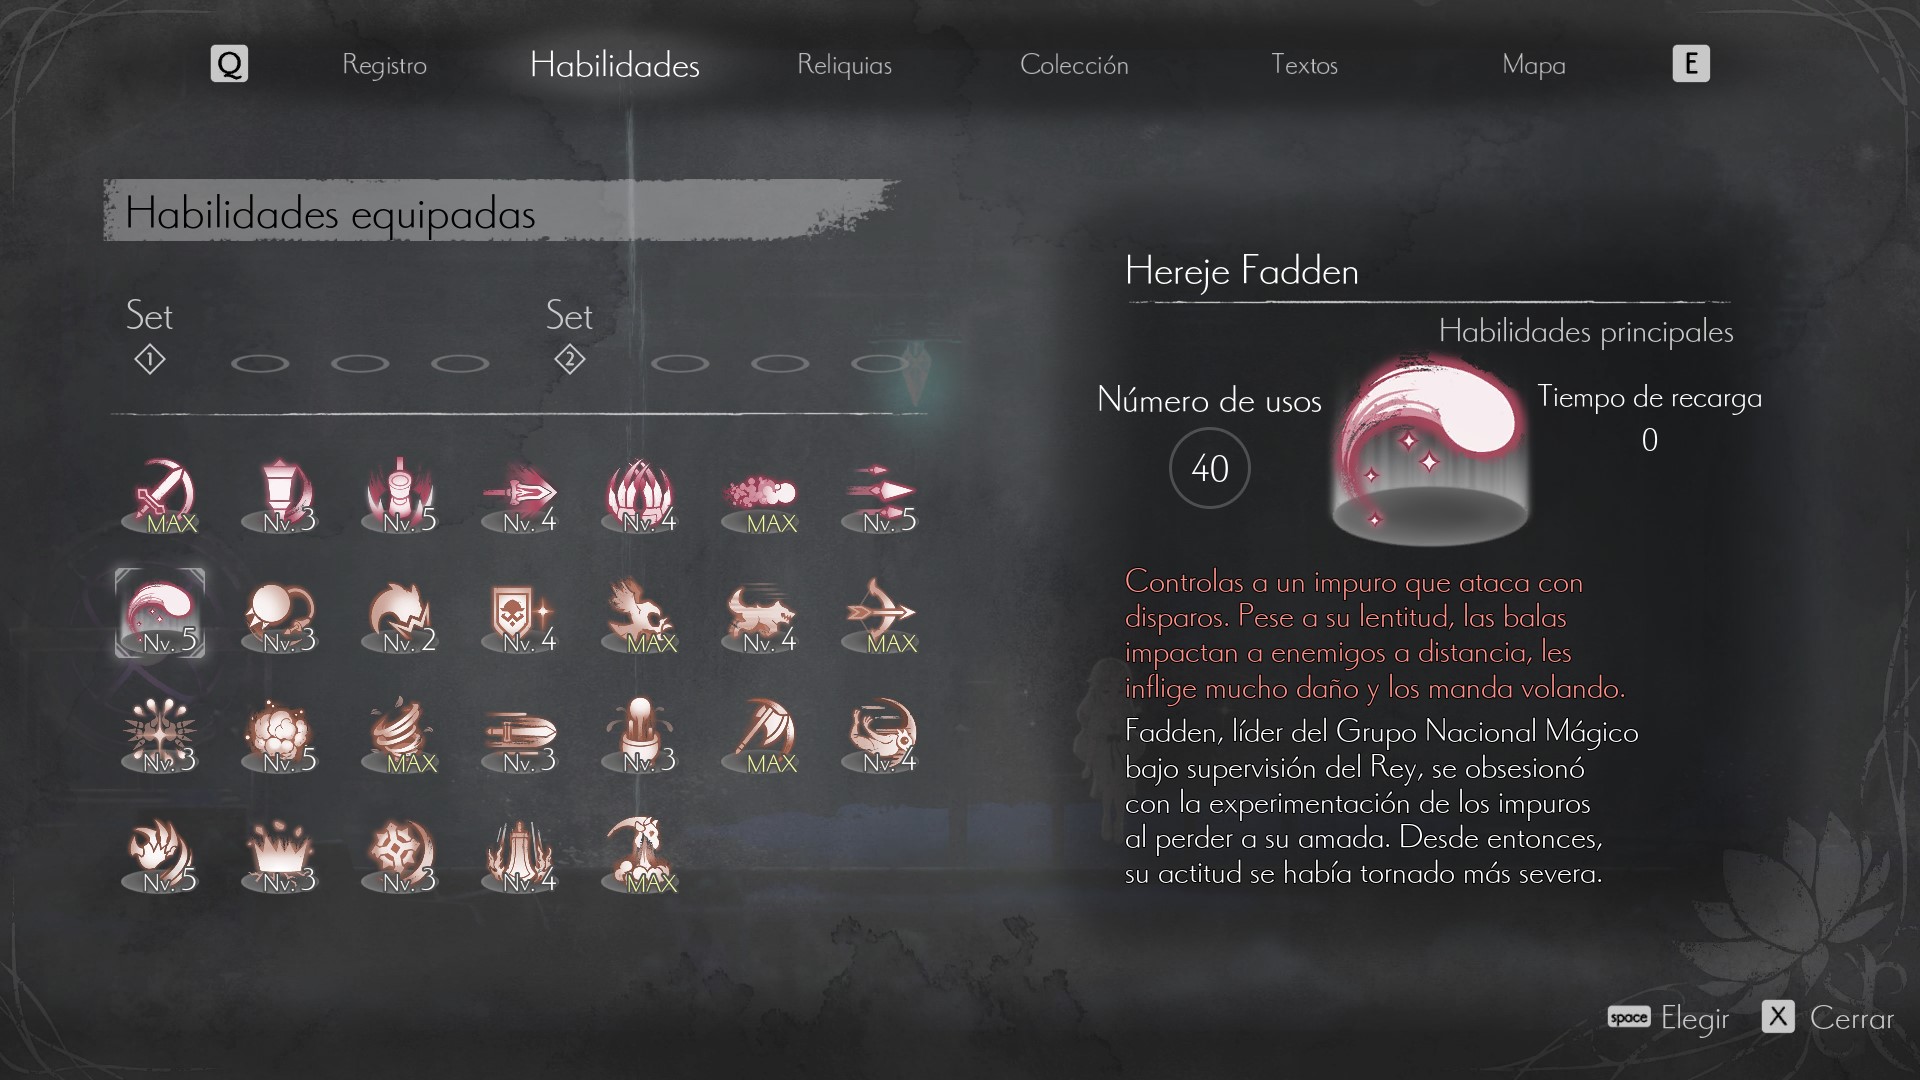 Q Registro Habilidades Reliquias Colección Textos Mapa E
Habilidades equipadas
Set
1
Set
2
MAX Nv. 3 Nv. 5 Nv. 4 Nv. 4 MAX Nv. 5
Nv. 5 Nv. 3 Nv. 2 Nv. 4 MAX Nv. 4 MAX
Nv. 3 Nv. 5 MAX Nv. 3 Nv. 3 MAX Nv. 4
Nv. 5 Nv. 3 Nv. 3 Nv. 4 MAX
Hereje Fadden
Habilidades principales
Número de usos
40
Tiempo de recarga
0
Controlas a un impuro que ataca con
disparos. Pese a su lentitud, las balas
impactan a enemigos a distancia, les
inflige mucho daño y los manda volando.
Fadden, líder del Grupo Nacional Mágico
bajo supervisión del Rey, se obsesionó
con la experimentación de los impuros
al perder a su amada. Desde entonces,
su actitud se había tornado más severa.
space Elegir X Cerrar